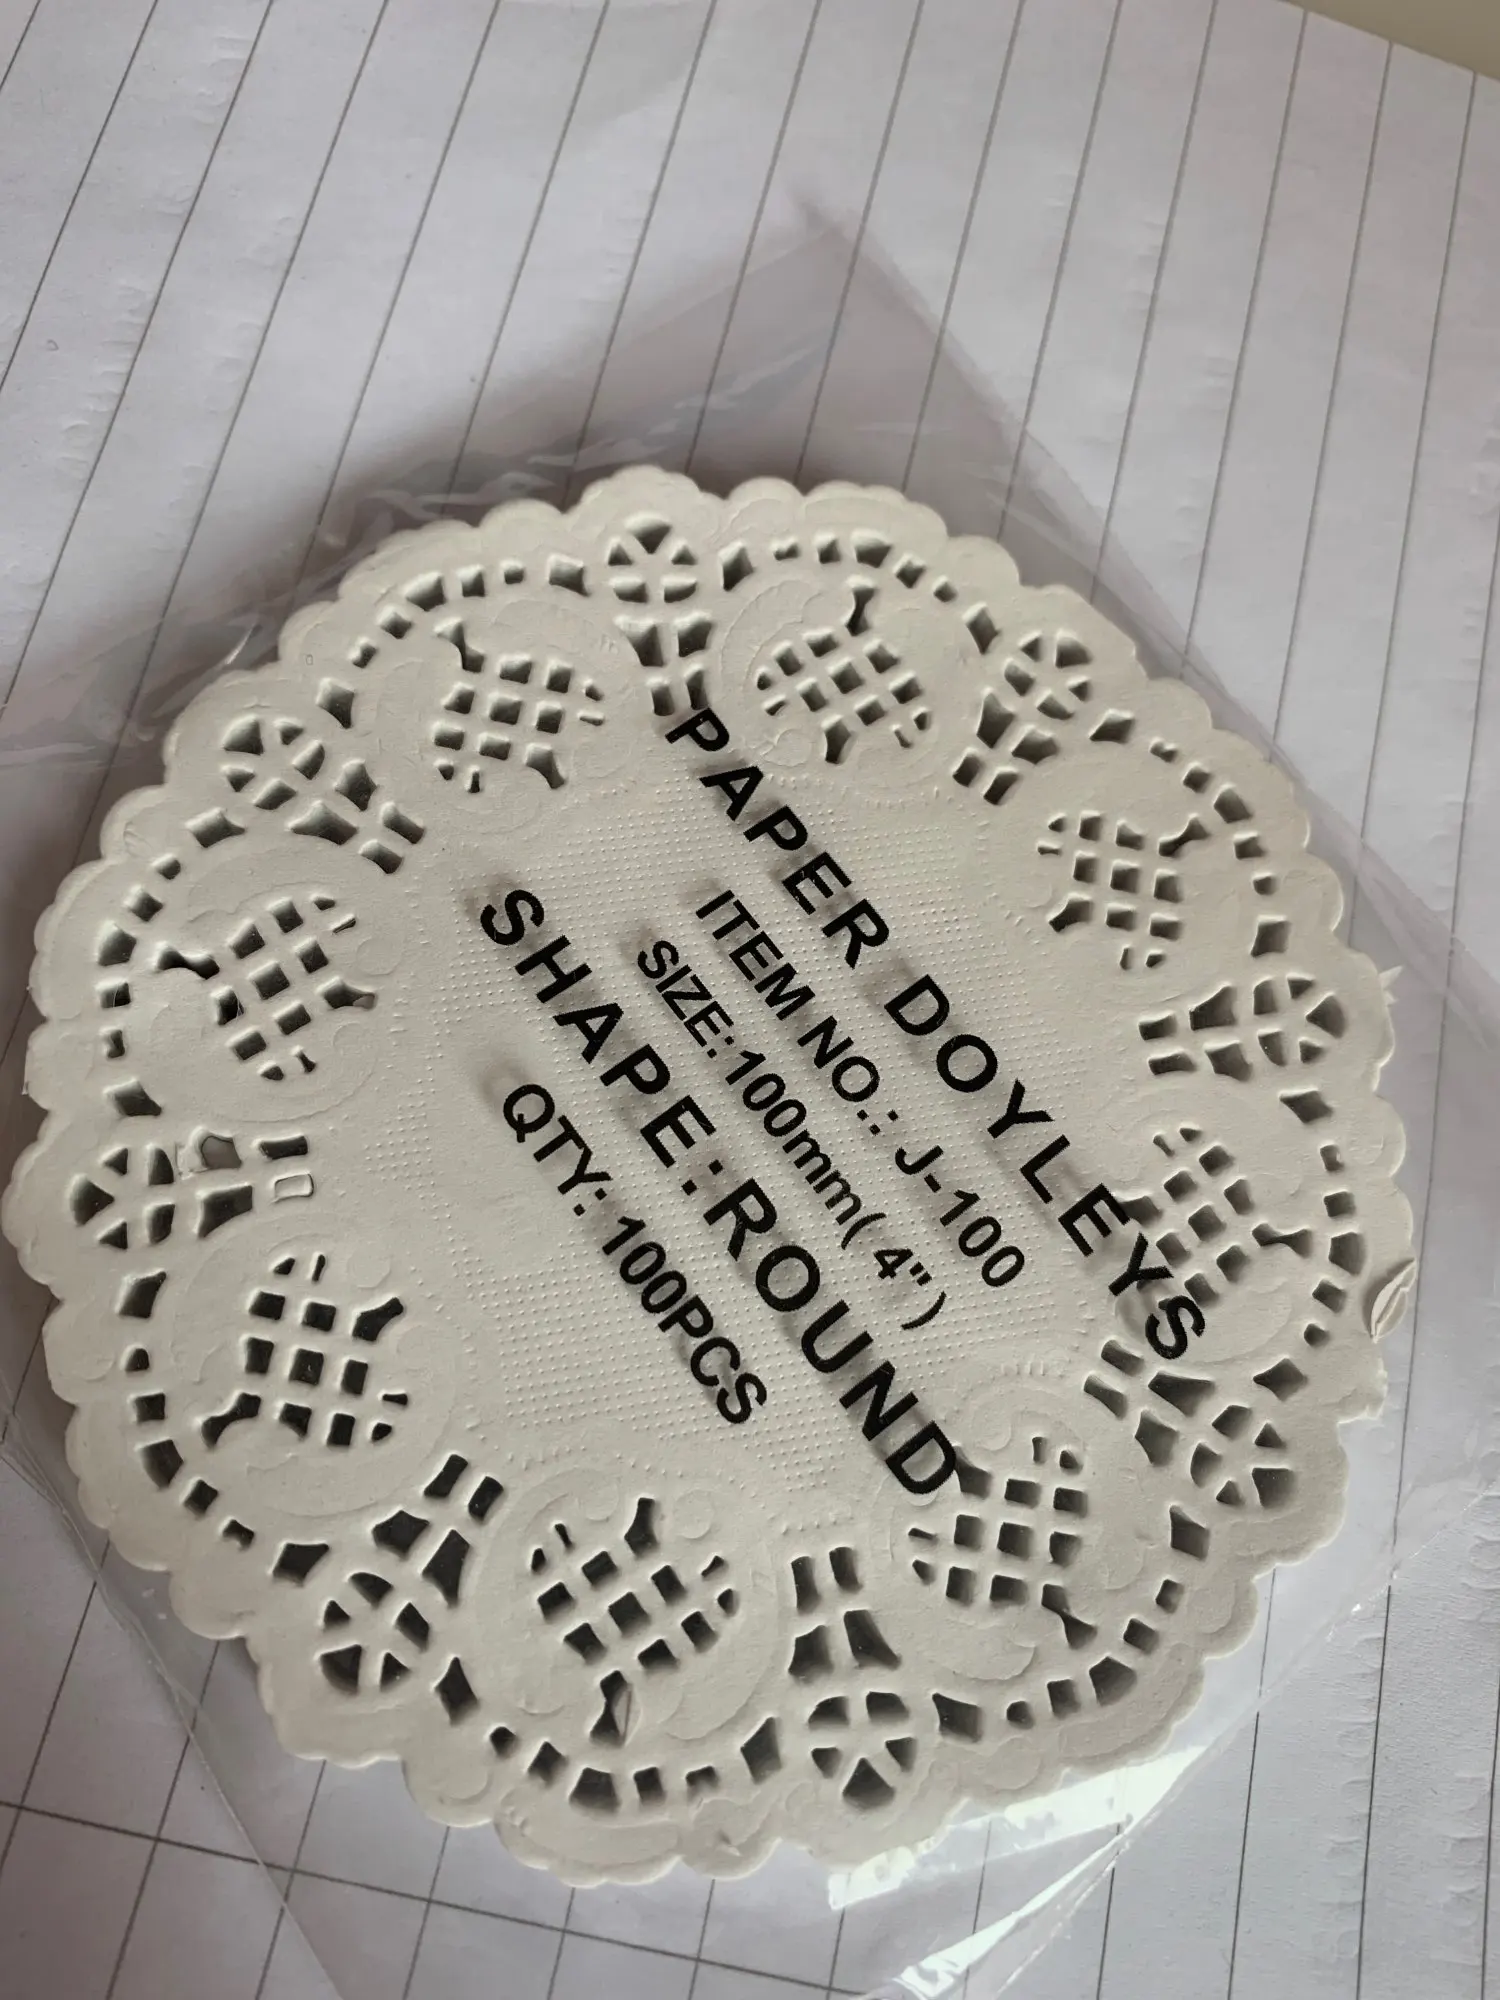 PAPER DOYLEYS
ITEM NO.: J-100
SIZE:100mm( 4")
SHAPE:ROUND
QTY: 100PCS